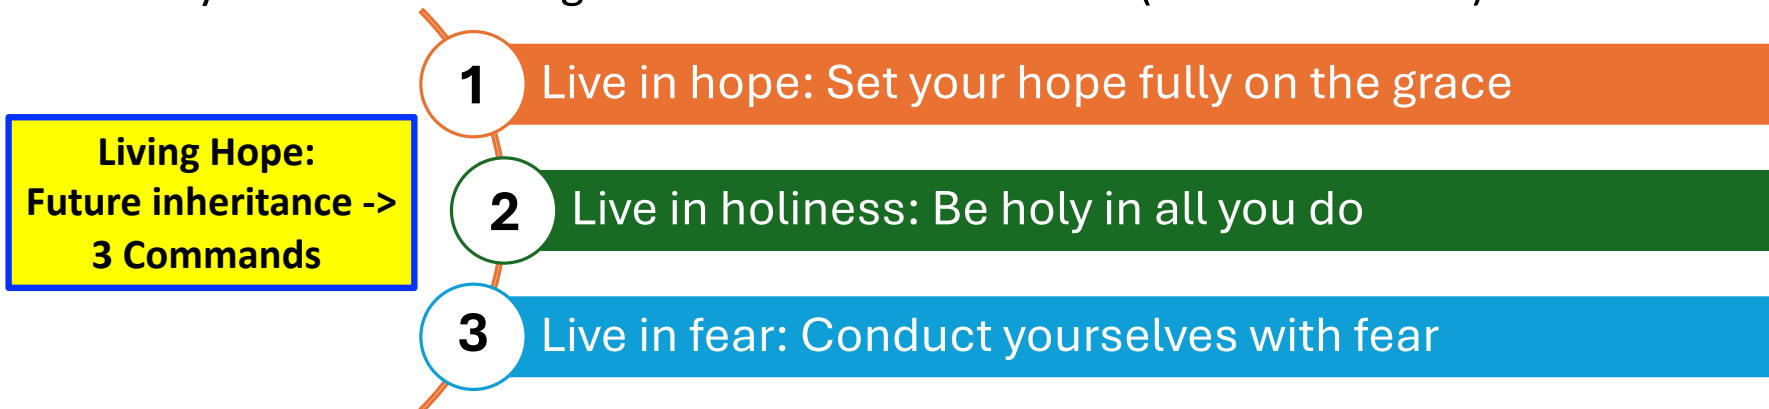 Living Hope:
Future inheritance ->
3 Commands
1
Live in hope: Set your hope fully on the grace
2
Live in holiness: Be holy in all you do
3
Live in fear: Conduct yourselves with fear